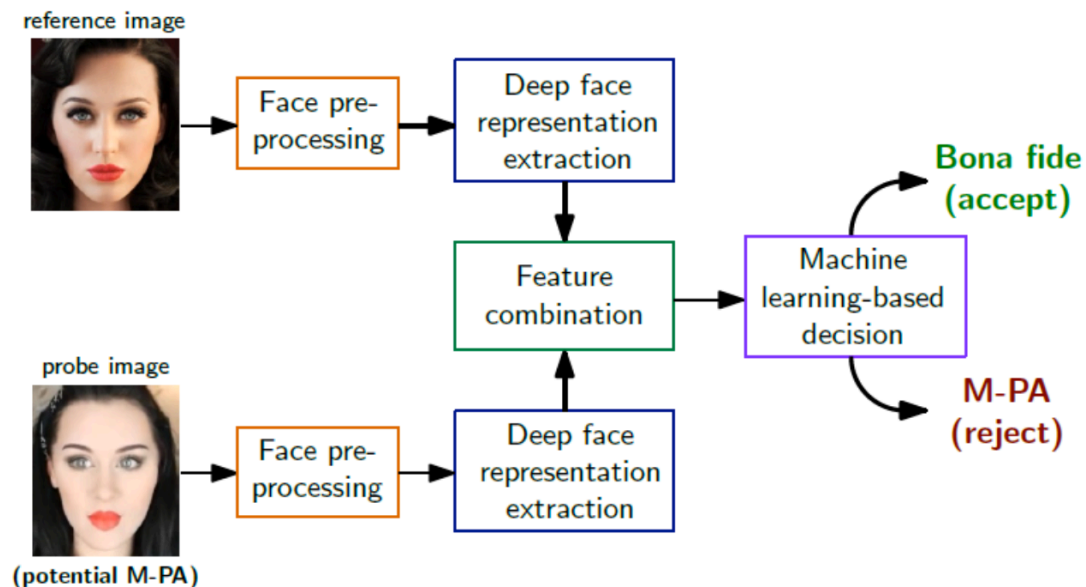 reference image
Face pre-
processing
Deep face
representation
extraction
Feature
combination
Machine
learning-based
decision
Bona fide
(accept)
M-PA
(reject)
probe image
(potential M-PA)
Face pre-
processing
Deep face
representation
extraction